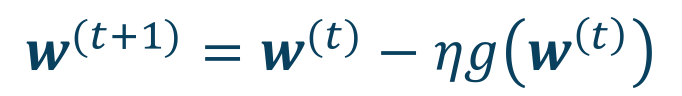 𝒘^{(t+1)} = 𝒘^{(t)} − ηg(𝒘^{(t)})